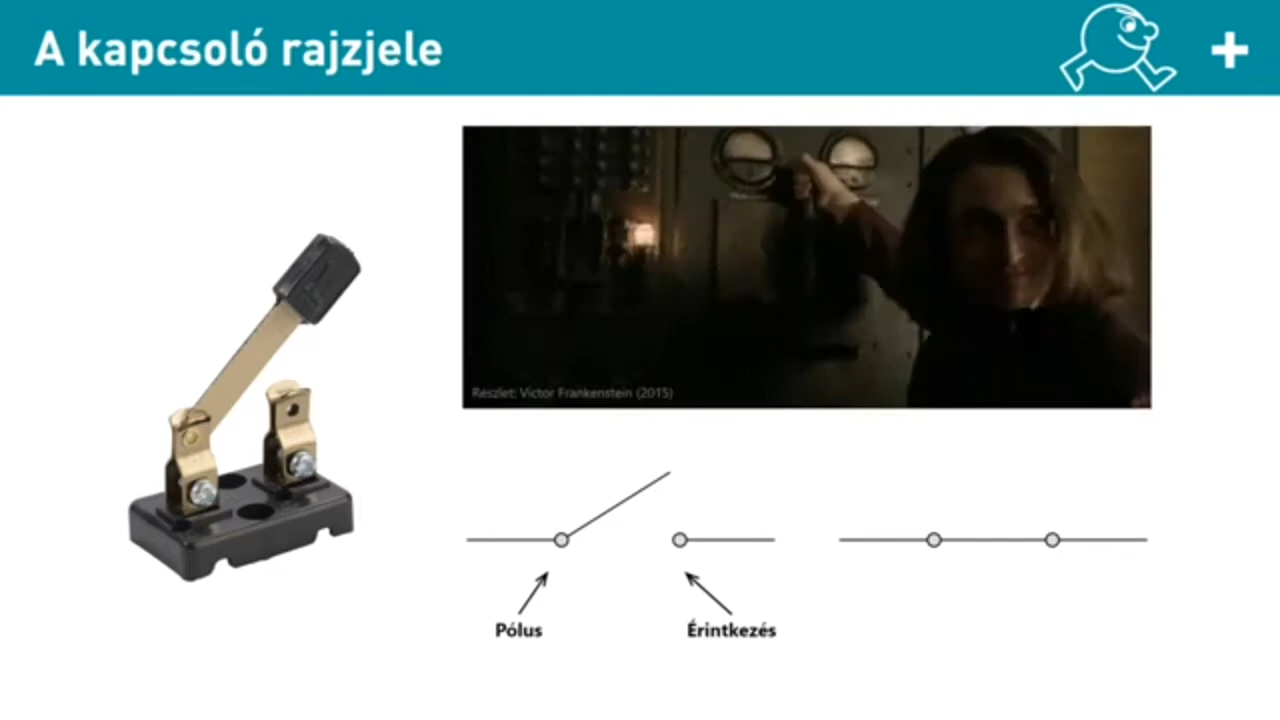 A kapcsoló rajzjele
Részlet: Victor Frankenstein (2015)
Pólus
Érintkezés